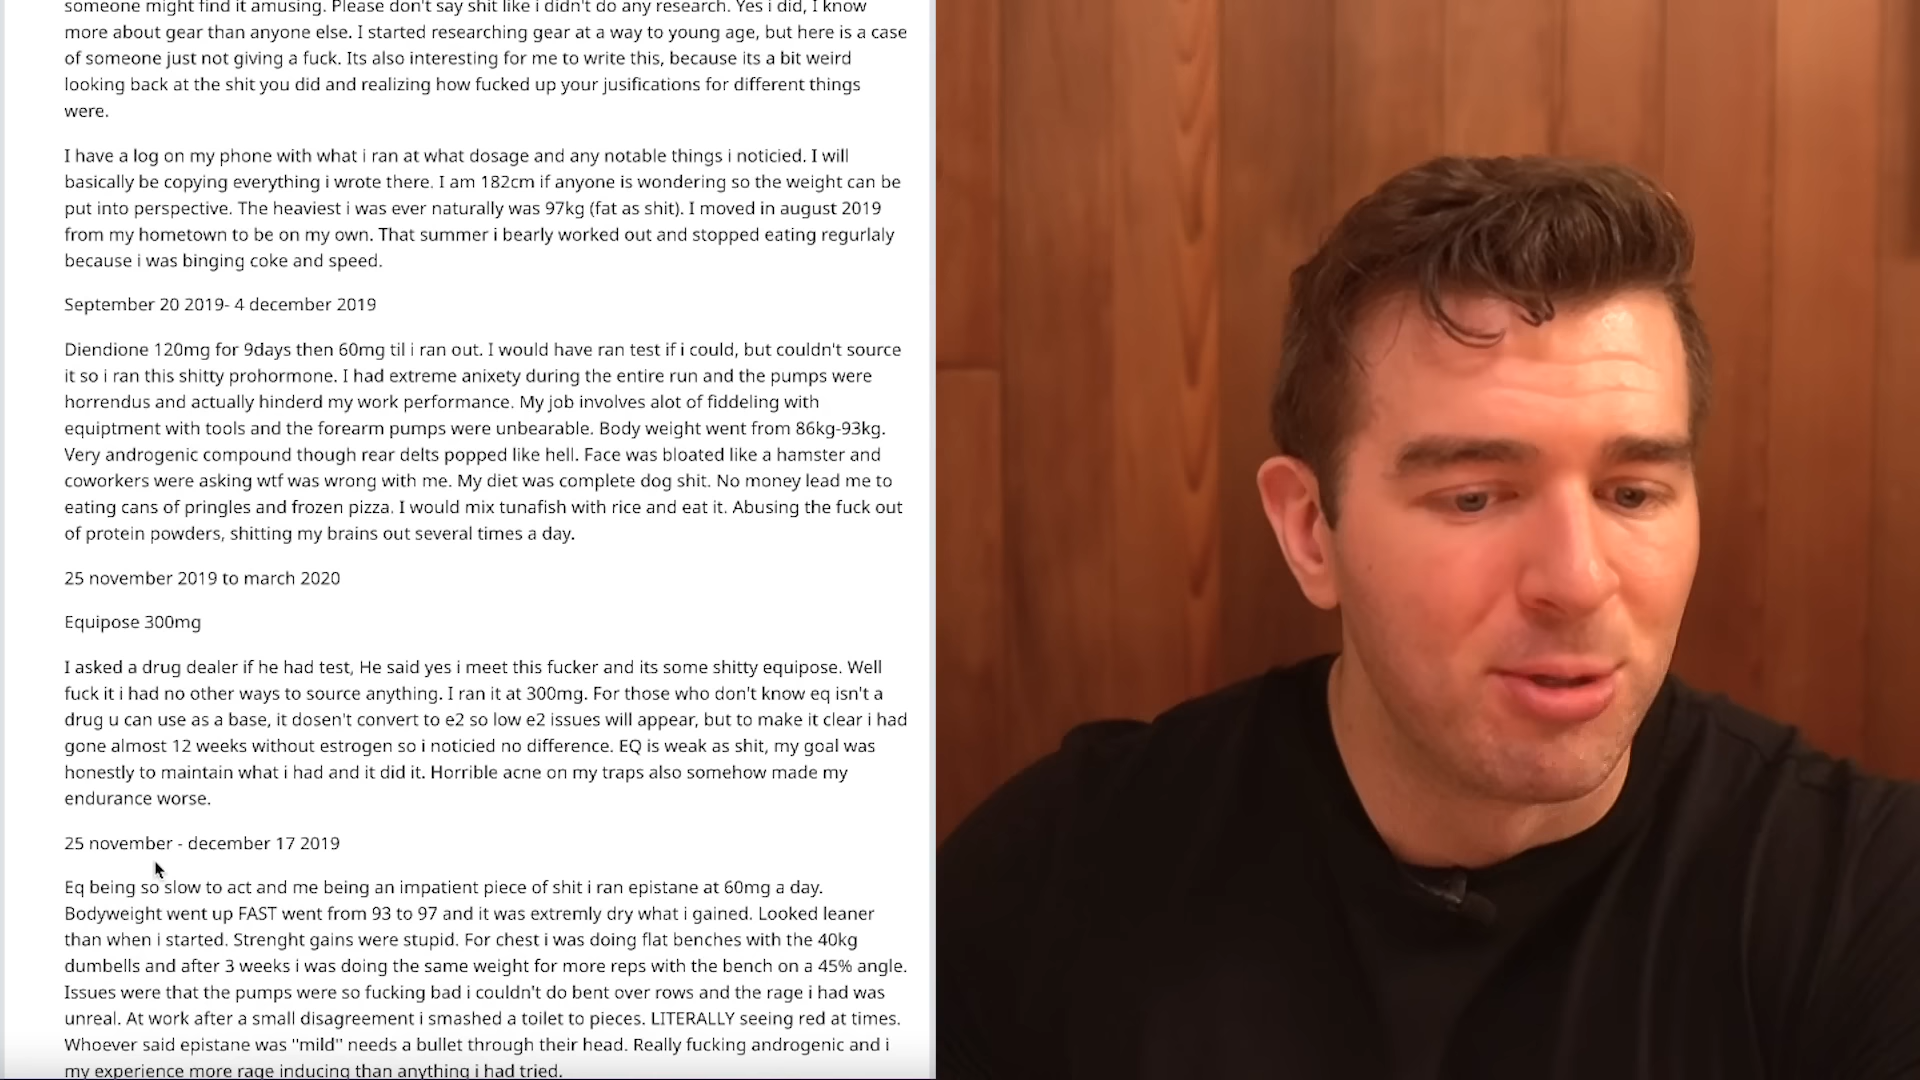 someone might find it amusing. Please don't say shit like i didn't do any research. Yes i did, I know
more about gear than anyone else. I started researching gear at a way to young age, but here is a case
of someone just not giving a fuck. Its also interesting for me to write this, because its a bit weird
looking back at the shit you did and realizing how fucked up your jusifications for different things
were.
I have a log on my phone with what i ran at what dosage and any notable things i noticied. I will
basically be copying everything i wrote there. I am 182cm if anyone is wondering so the weight can be
put into perspective. The heaviest i was ever naturally was 97kg (fat as shit). I moved in august 2019
from my hometown to be on my own. That summer i bearly worked out and stopped eating regurlaly
because i was binging coke and speed.
September 20 2019- 4 december 2019
Diendione 120mg for 9days then 60mg til i ran out. I would have ran test if i could, but couldn't source
it so i ran this shitty prohormone. I had extreme anixety during the entire run and the pumps were
horrendus and actually hinderd my work performance. My job involves alot of fiddeling with
equiptment with tools and the forearm pumps were unbearable. Body weight went from 86kg-93kg.
Very androgenic compound though rear delts popped like hell. Face was bloated like a hamster and
coworkers were asking wtf was wrong with me. My diet was complete dog shit. No money lead me to
eating cans of pringles and frozen pizza. I would mix tunafish with rice and eat it. Abusing the fuck out
of protein powders, shitting my brains out several times a day.
25 november 2019 to march 2020
Equipose 300mg
I asked a drug dealer if he had test, He said yes i meet this fucker and its some shitty equipose. Well
fuck it i had no other ways to source anything. I ran it at 300mg. For those who don't know eq isn't a
drug u can use as a base, it dosen't convert to e2 so low e2 issues will appear, but to make it clear i had
gone almost 12 weeks without estrogen so i noticied no difference. EQ is weak as shit, my goal was
honestly to maintain what i had and it did it. Horrible acne on my traps also somehow made my
endurance worse.
25 november - december 17 2019
Eq being so slow to act and me being an impatient piece of shit i ran epistane at 60mg a day.
Bodyweight went up FAST went from 93 to 97 and it was extremly dry what i gained. Looked leaner
than when i started. Strenght gains were stupid. For chest i was doing flat benches with the 40kg
dumbells and after 3 weeks i was doing the same weight for more reps with the bench on a 45% angle.
Issues were that the pumps were so fucking bad i couldn't do bent over rows and the rage i had was
unreal. At work after a small disagreement i smashed a toilet to pieces. LITERALLY seeing red at times.
Whoever said epistane was "mild" needs a bullet through their head. Really fucking androgenic and i
my experience more rage inducing than anything i had tried.